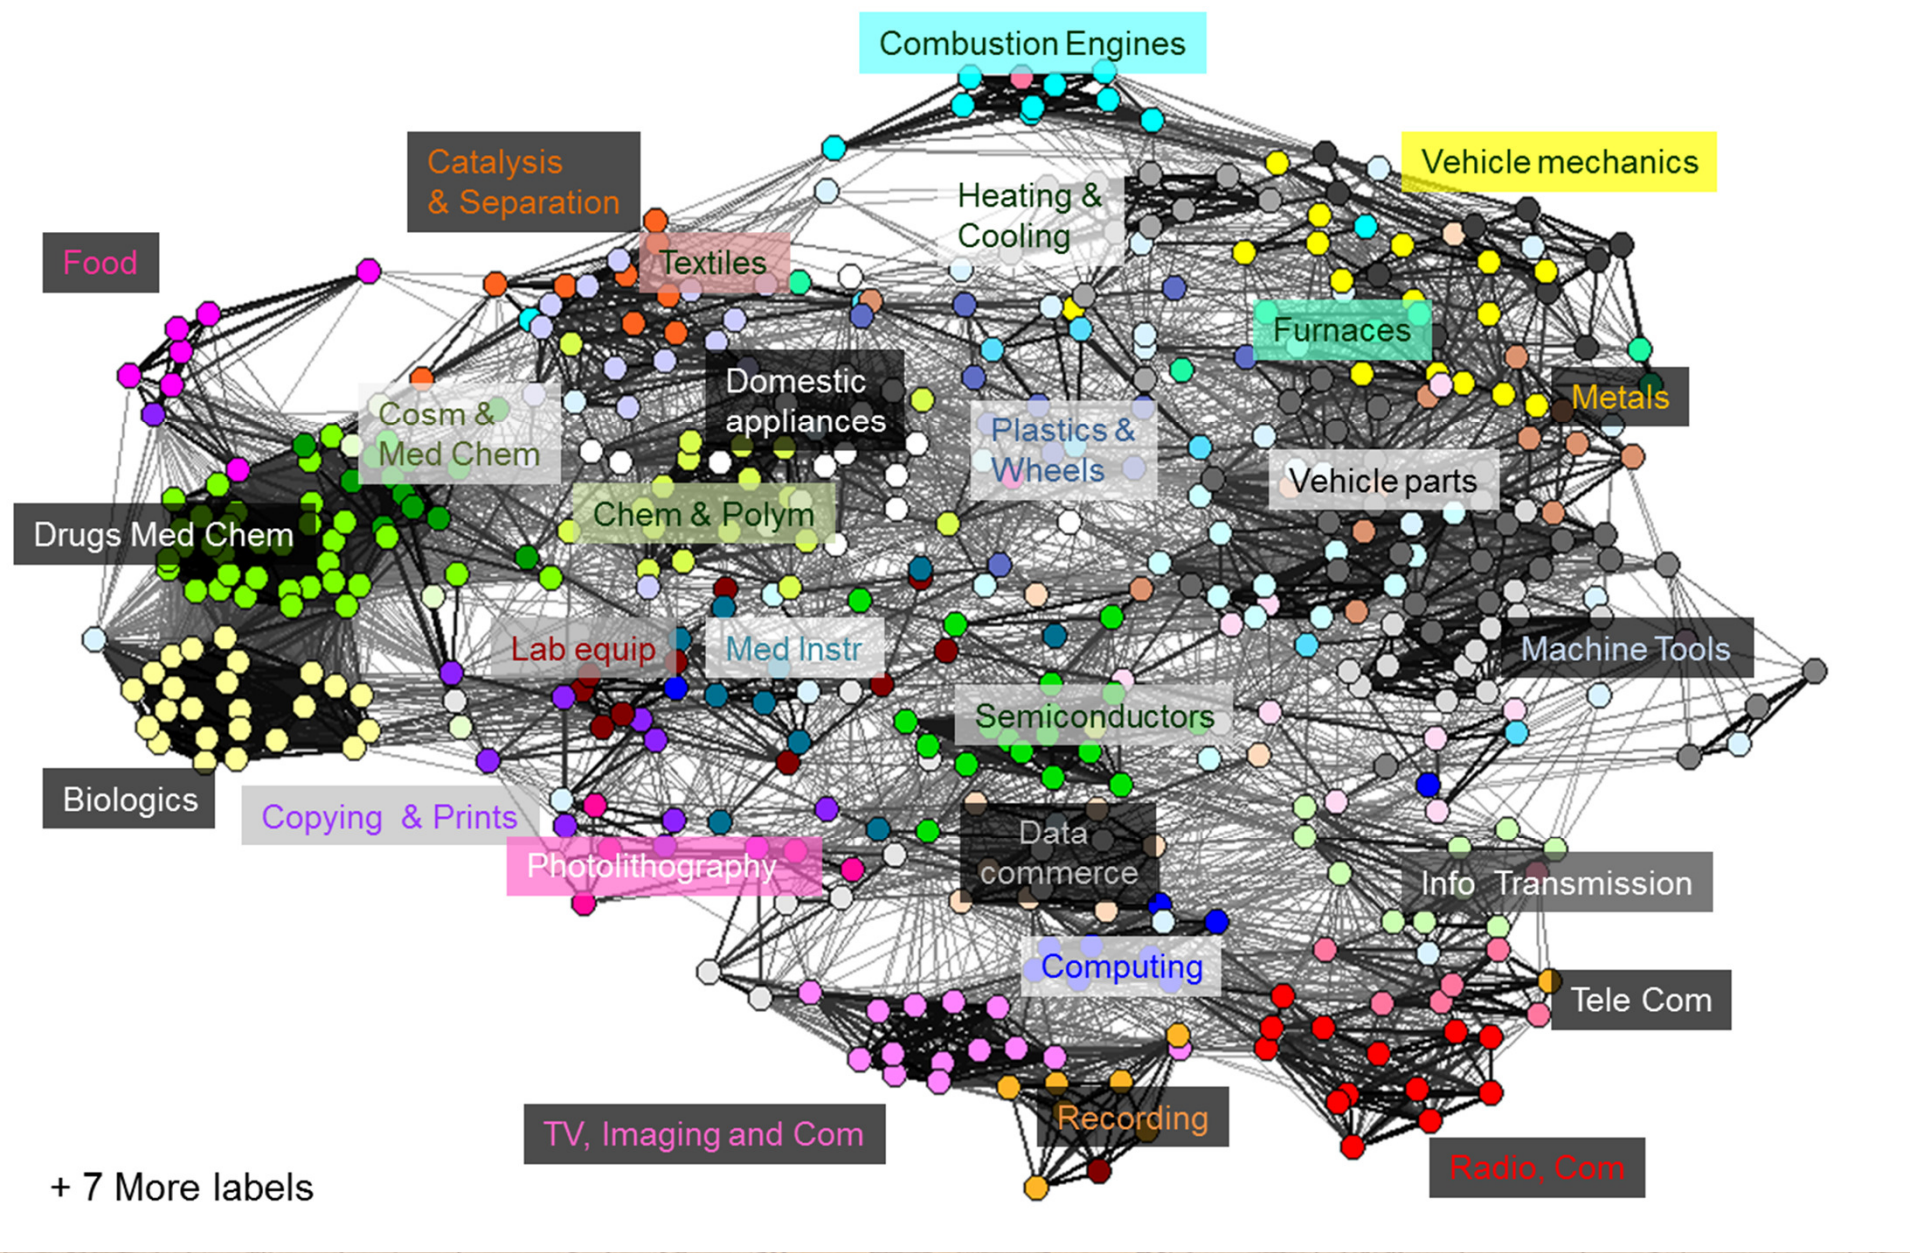 Combustion Engines
Catalysis
& Separation
Vehicle mechanics
Heating &
Cooling
Food
Textiles
Furnaces
Domestic
appliances
Metals
Cosm &
Med Chem
Plastics &
Wheels
Vehicle parts
Chem & Polym
Drugs Med Chem
Lab equip
Med Instr
Machine Tools
Semiconductors
Biologics
Copying & Prints
Data
commerce
Photolithography
Info Transmission
Computing
Tele Com
Recording
TV, Imaging and Com
Radio, Com
+ 7 More labels